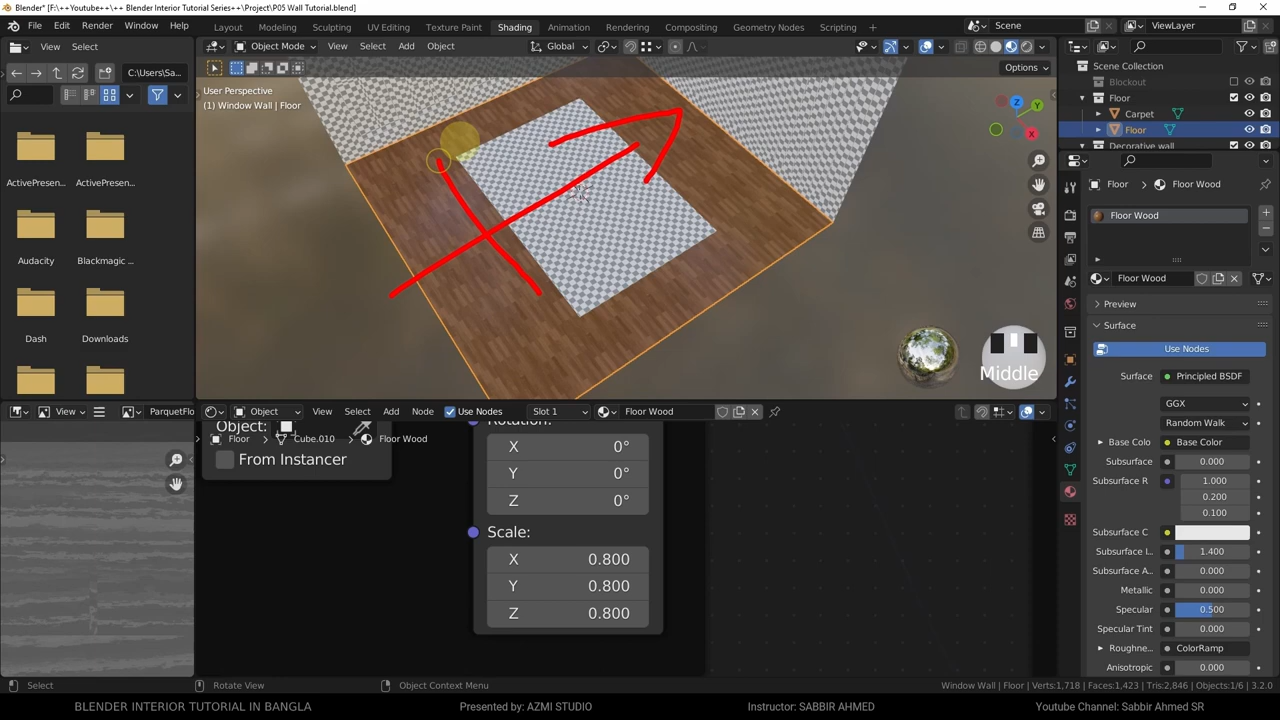 Blender* [F:\++Youtube++\++ Blender Interior Tutorial Series++\Project\P05 Wall Tutorial.blend]
File Edit Render Window Help Layout Modeling Sculpting UV Editing Texture Paint Shading Animation Rendering Compositing Geometry Nodes Scripting Scene ViewLayer
View Select Object Mode View Select Add Object Global
C:\Users\Sa... Options
User Perspective
(1) Window Wall | Floor
Z
Y
X
Scene Collection
Blockout
Floor
Carpet
Floor
Decorative wall
ActivePresen... ActivePresen...
Audacity Blackmagic ...
Dash Downloads
Middle
Floor > Floor Wood
Floor Wood
Floor Wood
Preview
Surface
Use Nodes
Surface Principled BSDF
GGX
Random Walk
Base Colo Base Color
Subsurface 0.000
Subsurface R 1.000
0.200
0.100
Subsurface C
Subsurface I... 1.400
Subsurface A... 0.000
Metallic 0.000
Specular 0.500
Specular Tint 0.000
Roughne... ColorRamp
Anisotropic 0.000
View ParquetFlo Object View Select Add Node Use Nodes Slot 1 Floor Wood
Object:
Floor > Cube.010 > Floor Wood
From Instancer
Rotation:
X 0°
Y 0°
Z 0°
Scale:
X 0.800
Y 0.800
Z 0.800
Select Rotate View Object Context Menu Window Wall | Floor | Verts:1,718 | Faces:1,423 | Tris:2,846 | Objects:1/6 | 3.2.0
BLENDER INTERIOR TUTORIAL IN BANGLA Presented by: AZMI STUDIO Instructor: SABBIR AHMED Youtube Channel: Sabbir Ahmed SR